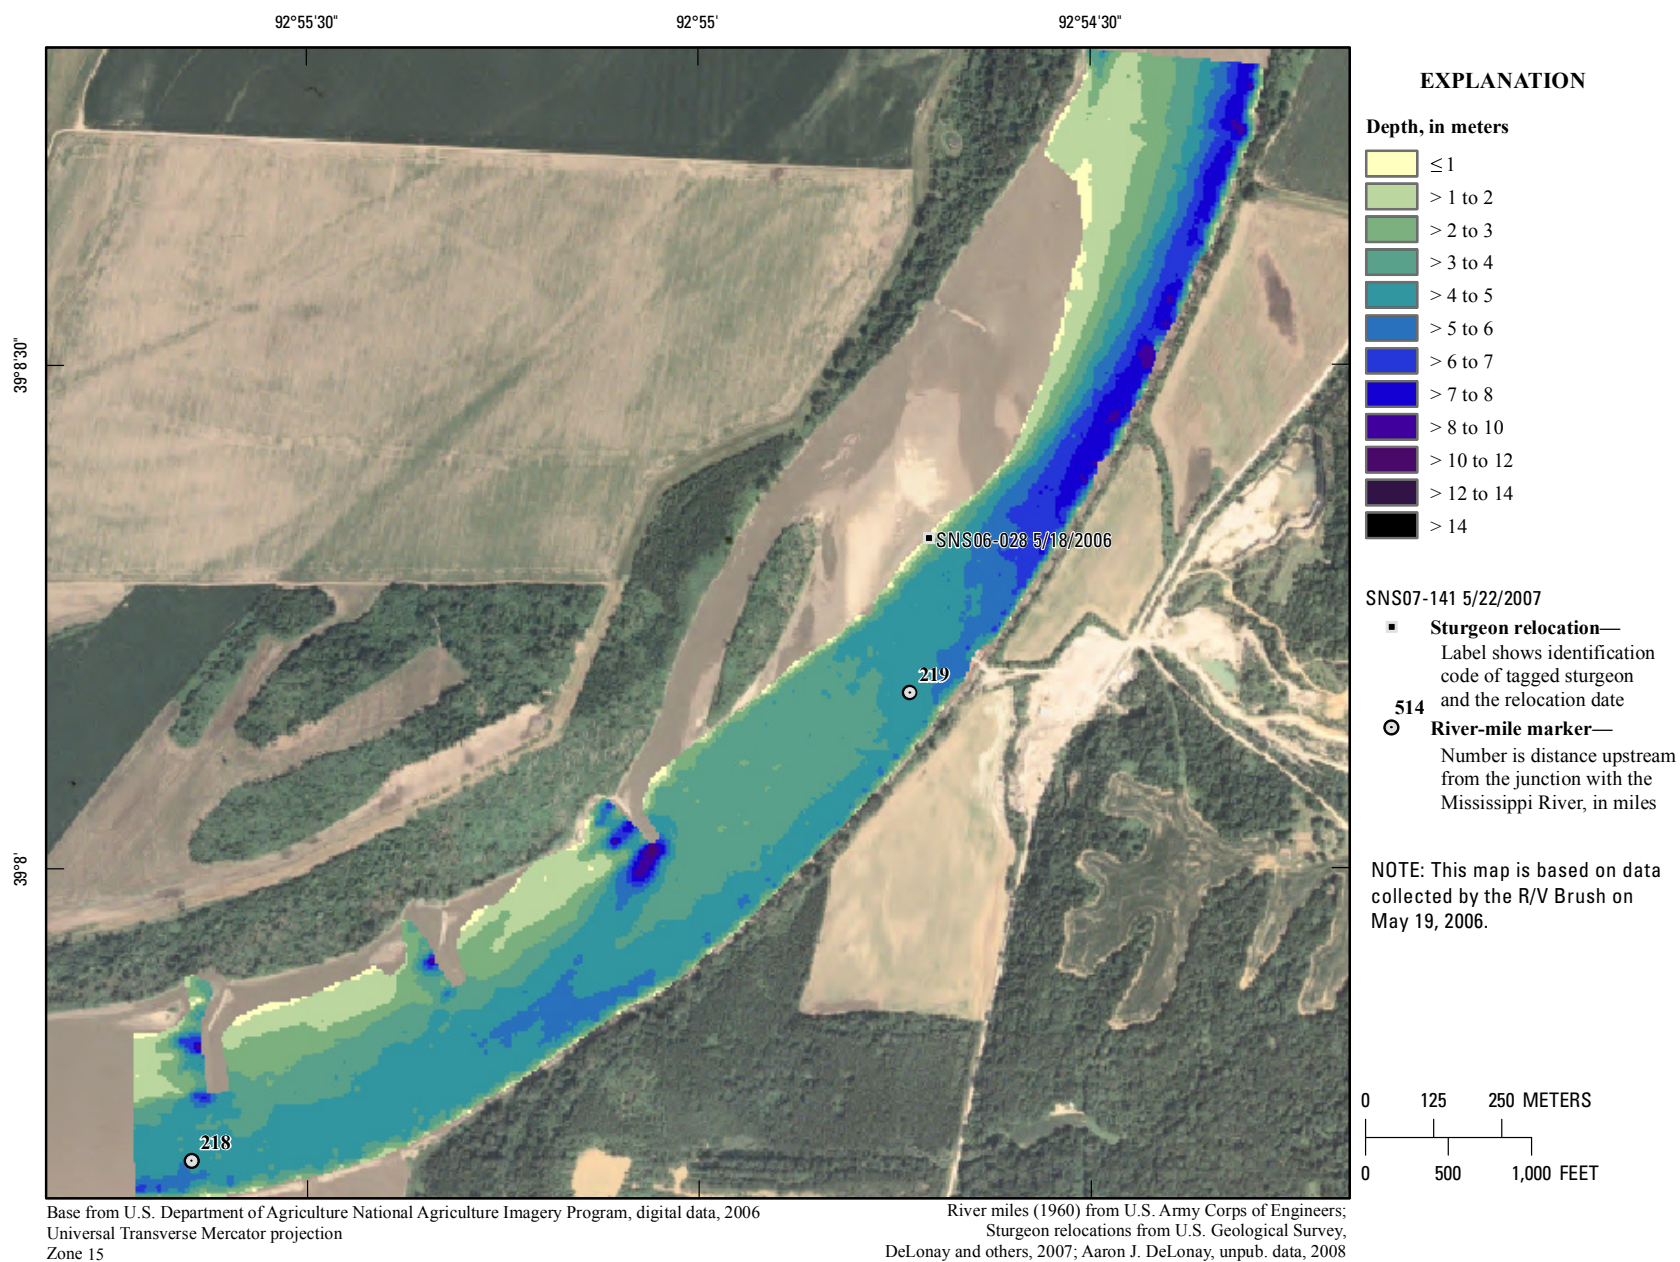 92°55'30"
92°55'
92°54'30"
39°8'30"
39°8'
SNS06-028 5/18/2006
219
218
EXPLANATION
Depth, in meters
≤ 1
> 1 to 2
> 2 to 3
> 3 to 4
> 4 to 5
> 5 to 6
> 6 to 7
> 7 to 8
> 8 to 10
> 10 to 12
> 12 to 14
> 14
SNS07-141 5/22/2007
Sturgeon relocation—
Label shows identification
code of tagged sturgeon
and the relocation date
514
River-mile marker—
Number is distance upstream
from the junction with the
Mississippi River, in miles
NOTE: This map is based on data
collected by the R/V Brush on
May 19, 2006.
0 125 250 METERS
0 500 1,000 FEET
Base from U.S. Department of Agriculture National Agriculture Imagery Program, digital data, 2006
Universal Transverse Mercator projection
Zone 15
River miles (1960) from U.S. Army Corps of Engineers;
Sturgeon relocations from U.S. Geological Survey,
DeLonay and others, 2007; Aaron J. DeLonay, unpub. data, 2008